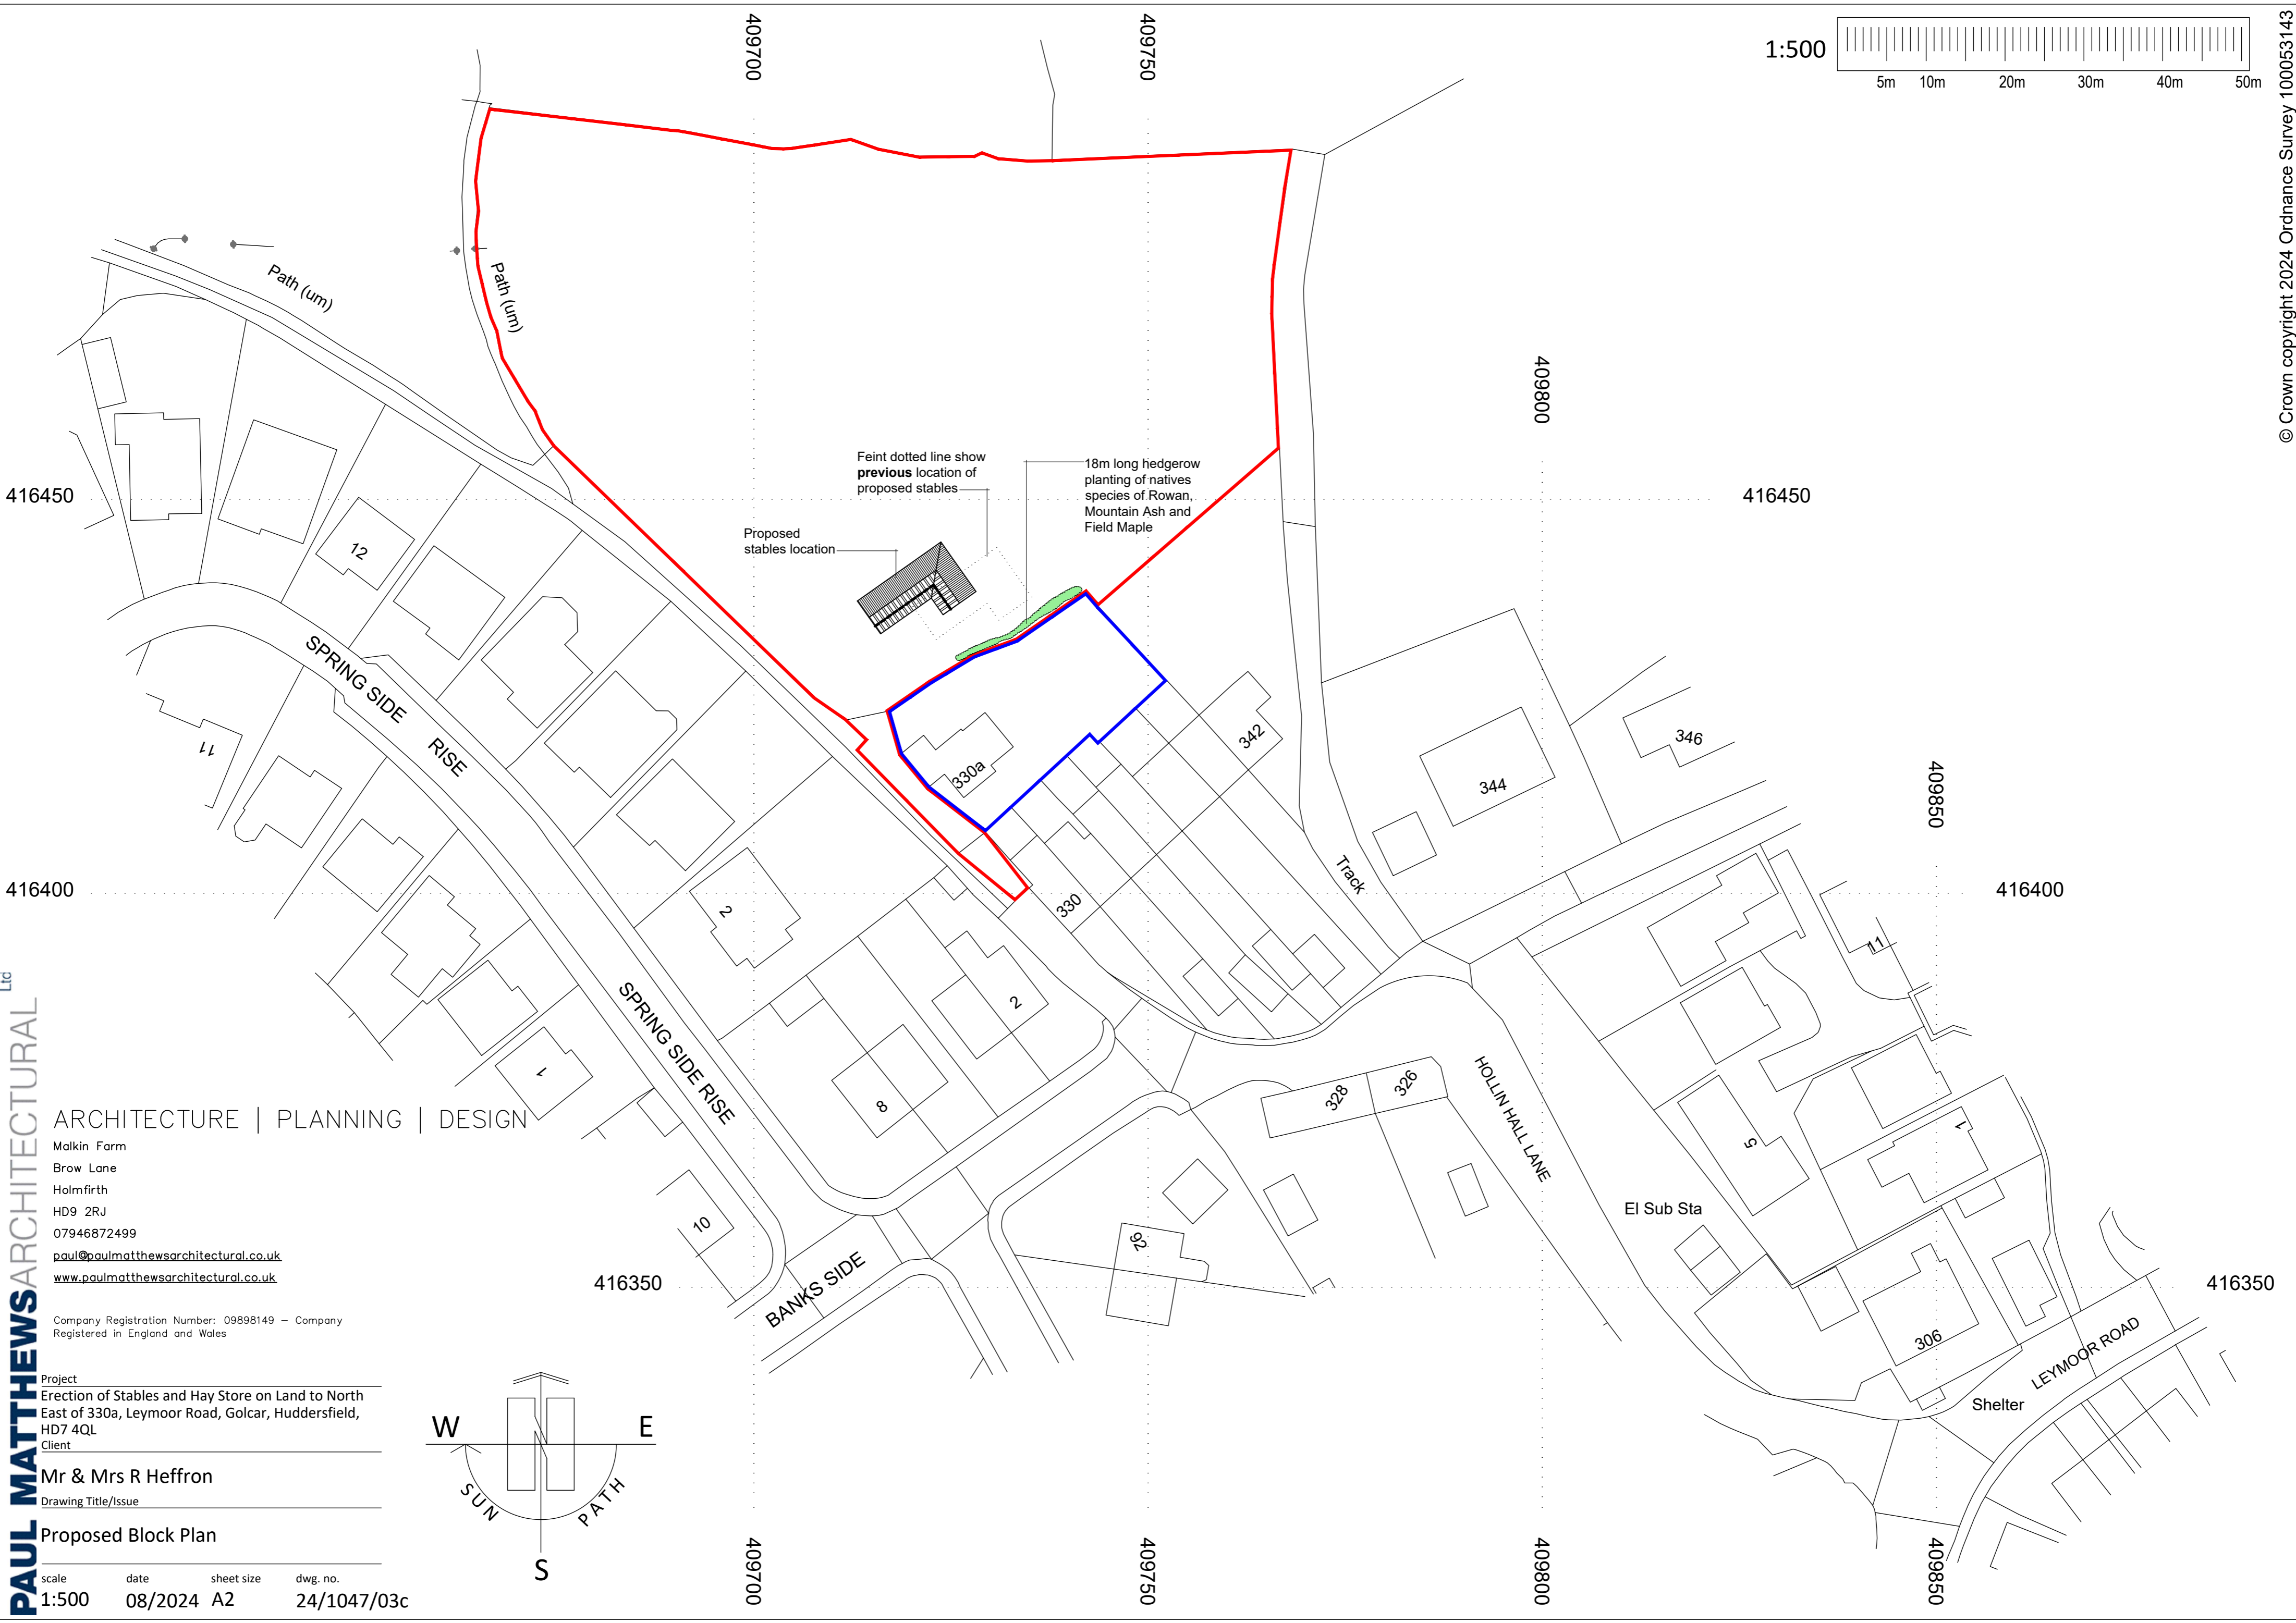 409700
409750
1:500
5m 10m 20m 30m 40m 50m
© Crown copyright 2024 Ordnance Survey 100053143
Path (um)
Path (um)
409800
416450
416450
Feint dotted line show
previous location of
proposed stables
18m long hedgerow
planting of natives
species of Rowan,
Mountain Ash and
Field Maple
Proposed
stables location
12
SPRING SIDE
RISE
11
330a
342
344
346
409850
416400
416400
Track
330
2
2
8
11
SPRING SIDE RISE
1
328
326
HOLLIN HALL LANE
5
1
El Sub Sta
10
92
BANKS SIDE
416350
416350
306
LEYMOOR ROAD
Shelter
PAUL MATTHEWSARCHITECTURAL Ltd
ARCHITECTURE | PLANNING | DESIGN
Malkin Farm
Brow Lane
Holmfirth
HD9 2RJ
07946872499
paul@paulmatthewsarchitectural.co.uk
www.paulmatthewsarchitectural.co.uk
Company Registration Number: 09898149 – Company
Registered in England and Wales
Project
Erection of Stables and Hay Store on Land to North
East of 330a, Leymoor Road, Golcar, Huddersfield,
HD7 4QL
Client
Mr & Mrs R Heffron
Drawing Title/Issue
Proposed Block Plan
scale date sheet size dwg. no.
1:500 08/2024 A2 24/1047/03c
N
W E
SUN PATH
S
409700
409750
409800
409850